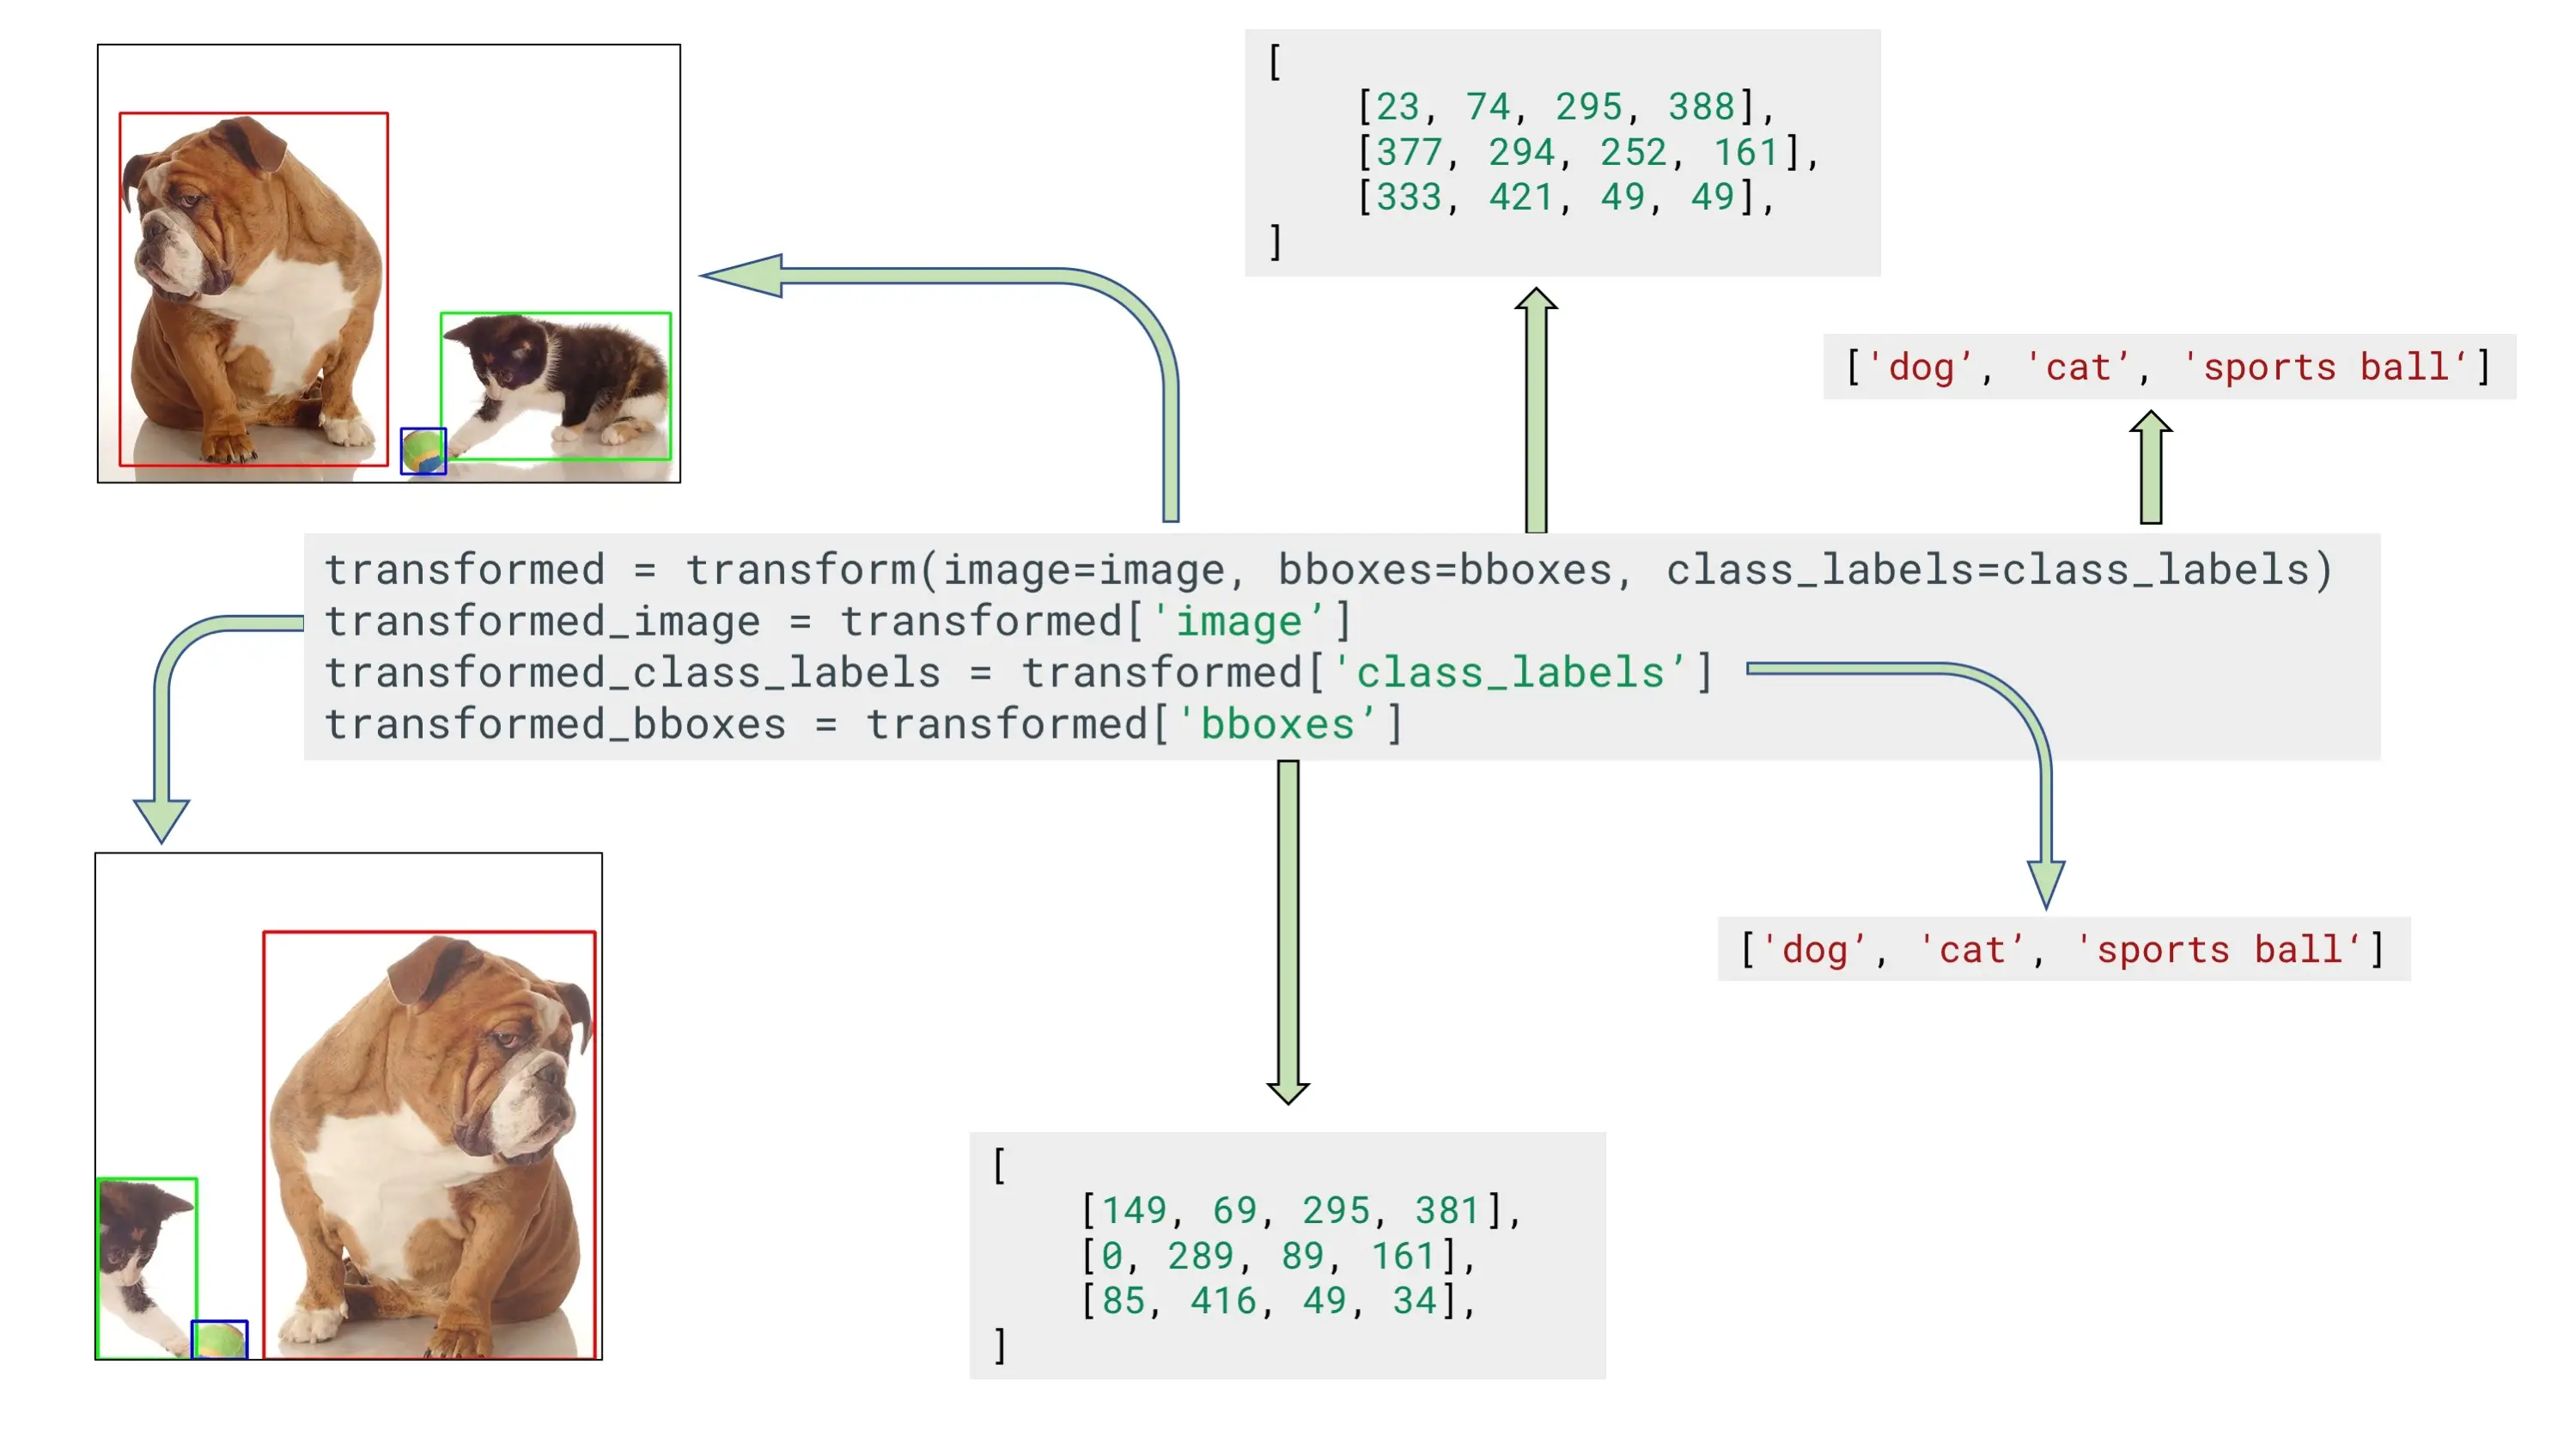 [
[23, 74, 295, 388],
[377, 294, 252, 161],
[333, 421, 49, 49],
]
['dog’, 'cat’, 'sports ball‘]
transformed = transform(image=image, bboxes=bboxes, class_labels=class_labels)
transformed_image = transformed['image’]
transformed_class_labels = transformed['class_labels’]
transformed_bboxes = transformed['bboxes’]
['dog’, 'cat’, 'sports ball‘]
[
[149, 69, 295, 381],
[0, 289, 89, 161],
[85, 416, 49, 34],
]